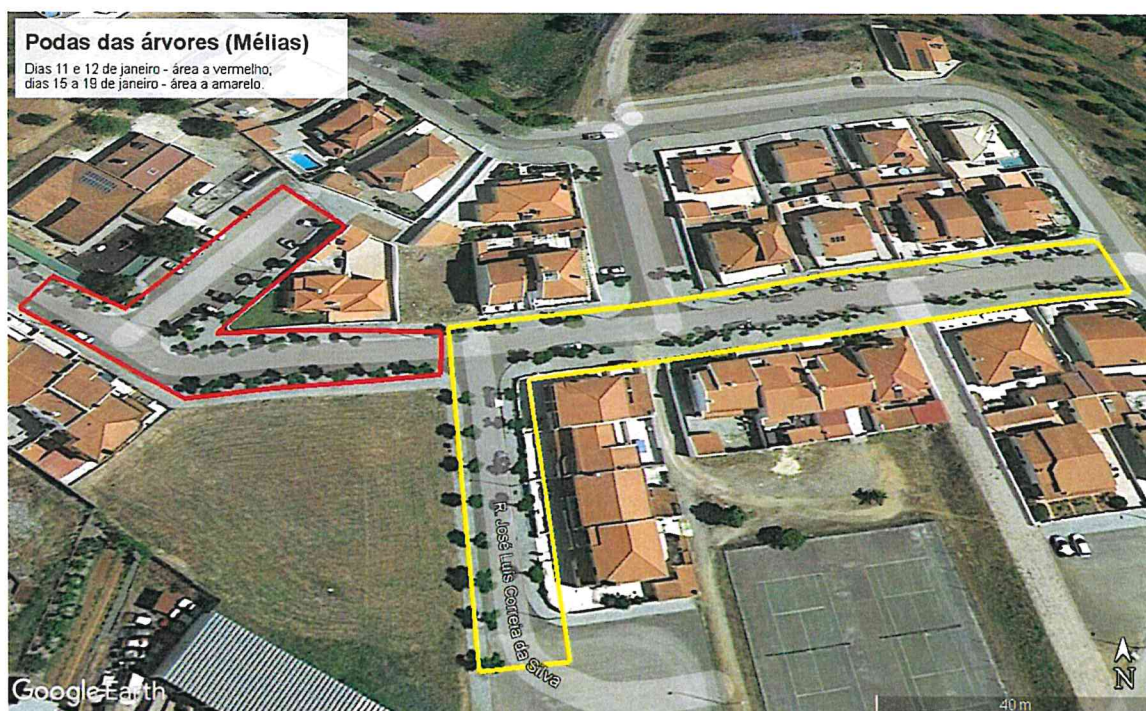 Podas das árvores (Mélias)
Dias 11 e 12 de janeiro - área a vermelho;
dias 15 a 19 de janeiro - área a amarelo.
R. José Luís Correia da Silva
Google Earth
N
40 m